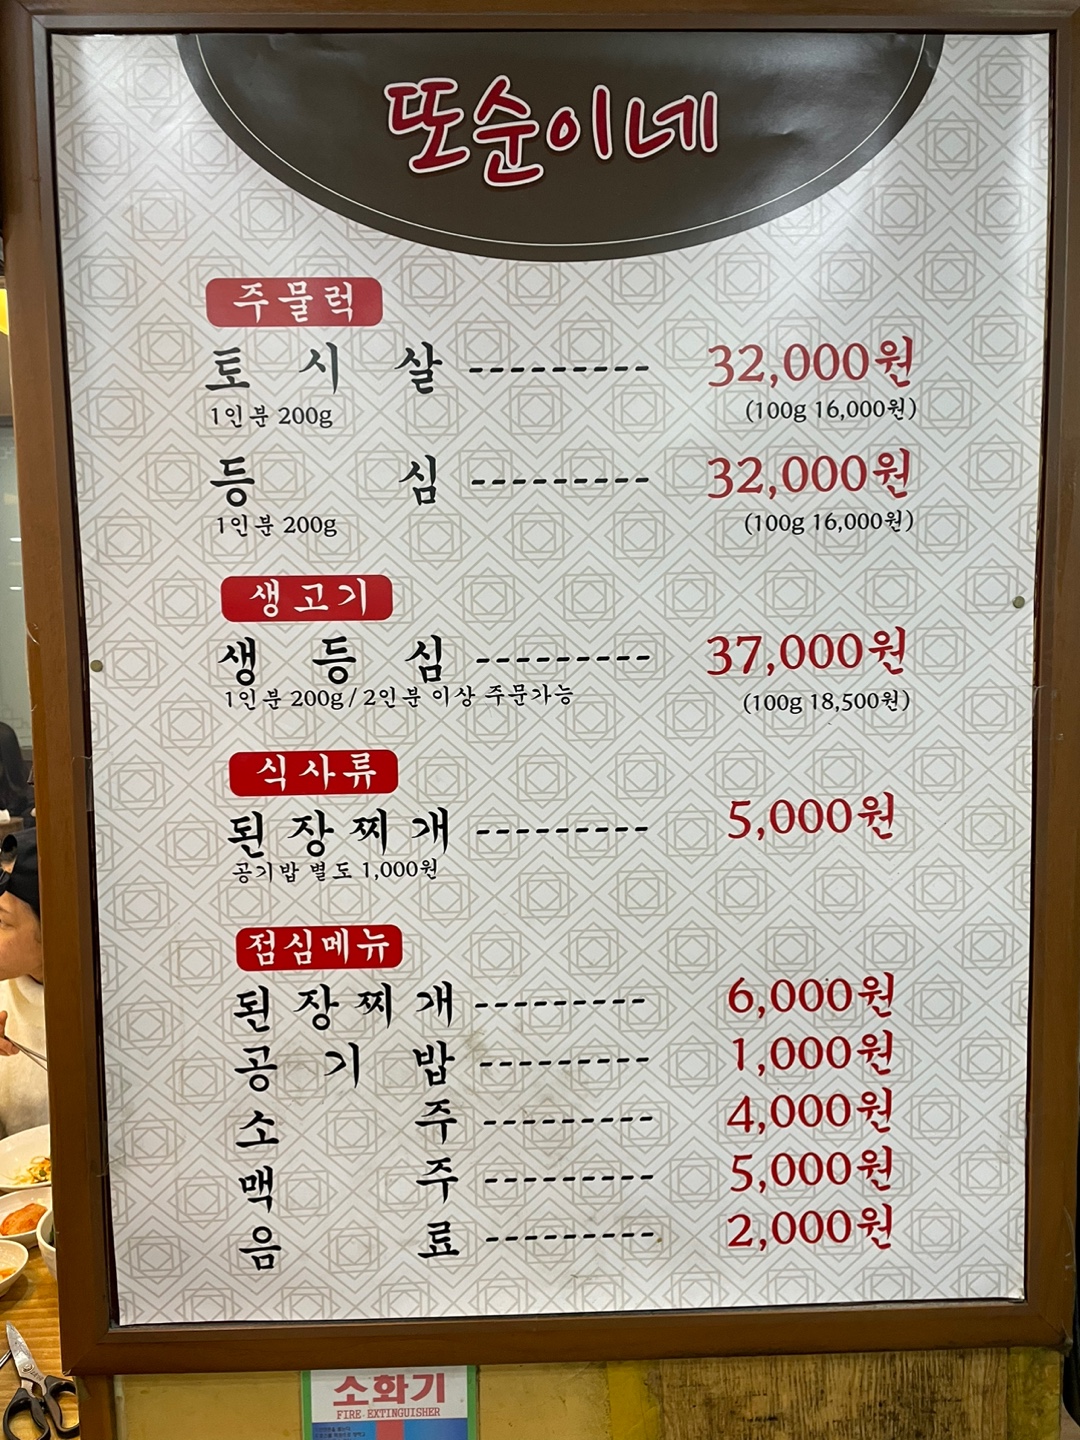 또순이네
주물럭
토시살 --------- 32,000원
1인분 200g (100g 16,000원)
등심 --------- 32,000원
1인분 200g (100g 16,000원)
생고기
생등심 --------- 37,000원
1인분 200g/2인분 이상 주문가능 (100g 18,500원)
식사류
된장찌개 --------- 5,000원
공기밥 별도 1,000원
점심메뉴
된장찌개 --------- 6,000원
공기밥 --------- 1,000원
소주 --------- 4,000원
맥주 --------- 5,000원
음료 --------- 2,000원
소화기
FIRE EXTINGUISHER